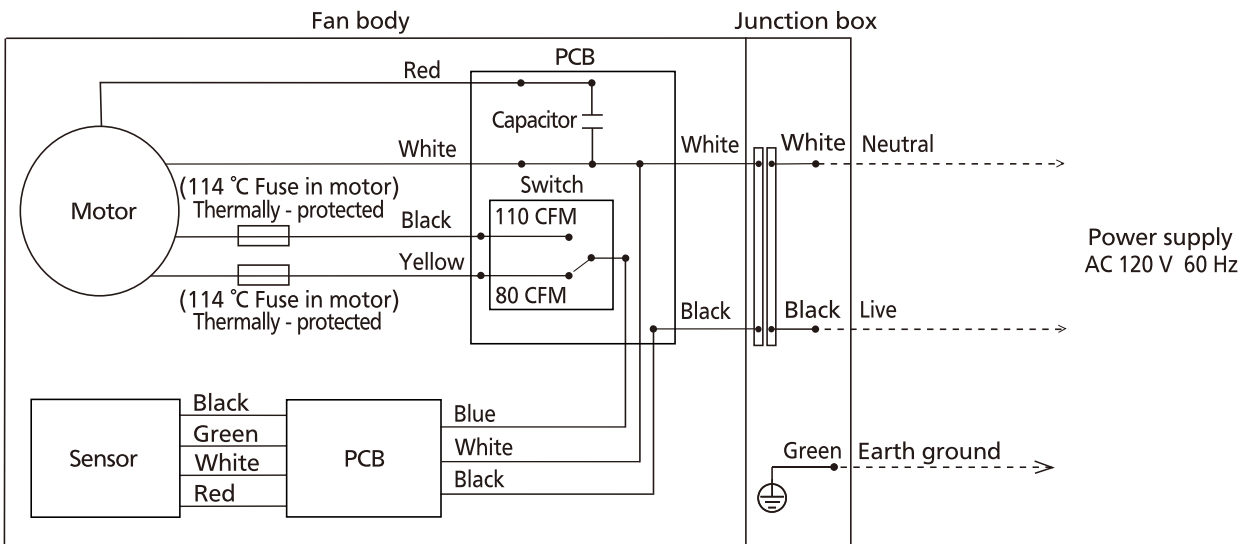 Fan body
Junction box
PCB
Red
Capacitor
White
White
White
Neutral
(114 ℃ Fuse in motor)
Thermally - protected
Switch
Motor
Black
110 CFM
Yellow
80 CFM
(114 ℃ Fuse in motor)
Thermally - protected
Black
Black
Live
Power supply
AC 120 V 60 Hz
Black
Green
White
Red
Sensor
PCB
Blue
White
Black
Green
Earth ground